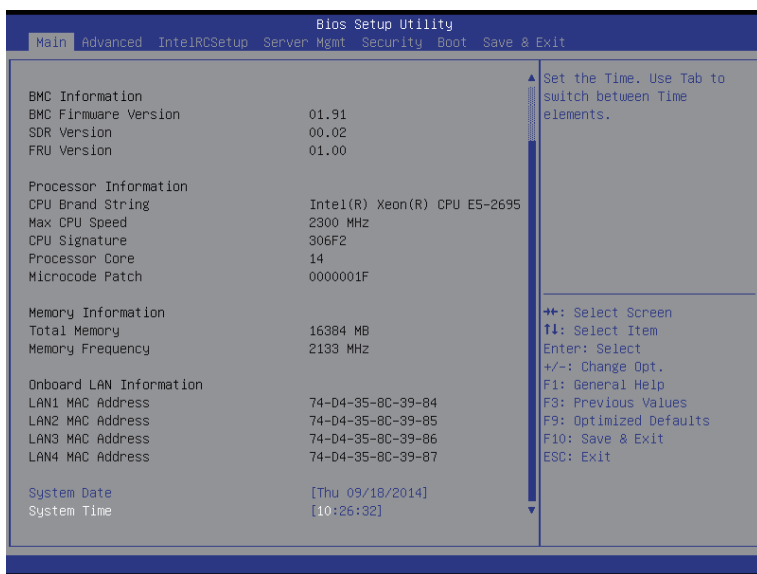 Bios Setup Utility
Main Advanced IntelRCSetup Server Mgmt Security Boot Save & Exit
BMC Information
BMC Firmware Version 01.91
SDR Version 00.02
FRU Version 01.00
Processor Information
CPU Brand String Intel(R) Xeon(R) CPU E5-2695
Max CPU Speed 2300 MHz
CPU Signature 306F2
Processor Core 14
Microcode Patch 0000001F
Memory Information
Total Memory 16384 MB
Memory Frequency 2133 MHz
Onboard LAN Information
LAN1 MAC Address 74-D4-35-8C-39-84
LAN2 MAC Address 74-D4-35-8C-39-85
LAN3 MAC Address 74-D4-35-8C-39-86
LAN4 MAC Address 74-D4-35-8C-39-87
System Date [Thu 09/18/2014]
System Time [10:26:32]
Set the Time. Use Tab to
switch between Time
elements.
→←: Select Screen
↑↓: Select Item
Enter: Select
+/-: Change Opt.
F1: General Help
F3: Previous Values
F9: Optimized Defaults
F10: Save & Exit
ESC: Exit